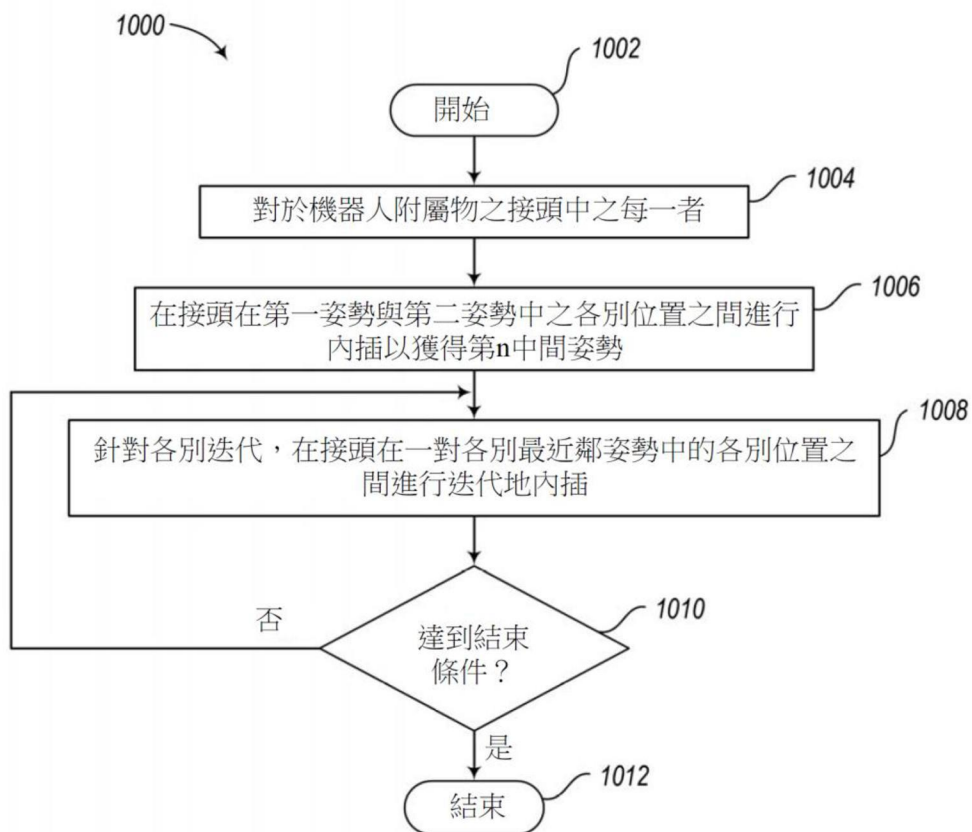 1000
1002
開始
1004
對於機器人附屬物之接頭中之每一者
1006
在接頭在第一姿勢與第二姿勢中之各別位置之間進行
內插以獲得第n中間姿勢
1008
針對各別迭代，在接頭在一對各別最近鄰姿勢中的各別位置之
間進行迭代地內插
1010
否
達到結束
條件？
是
1012
結束